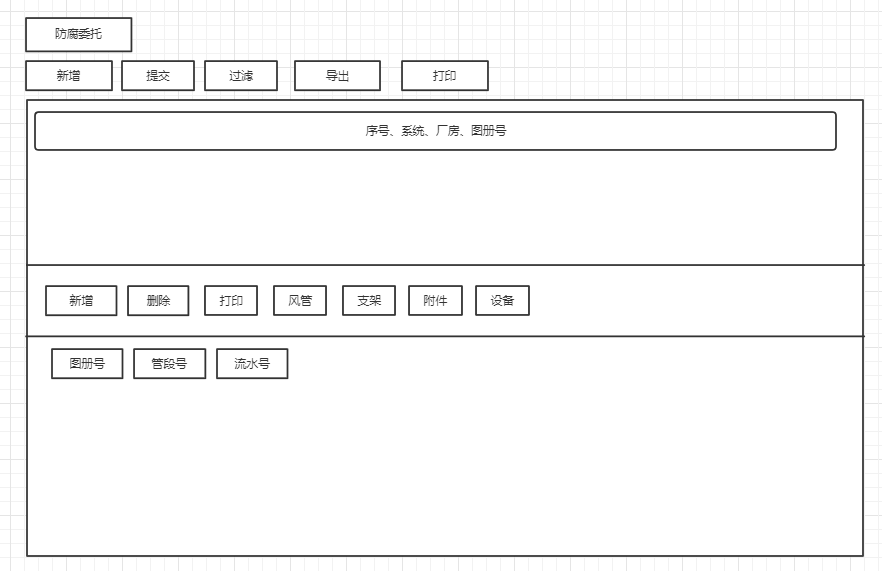 防腐委托
新增 提交 过滤 导出 打印
序号、系统、厂房、图册号
新增 删除 打印 风管 支架 附件 设备
图册号 管段号 流水号